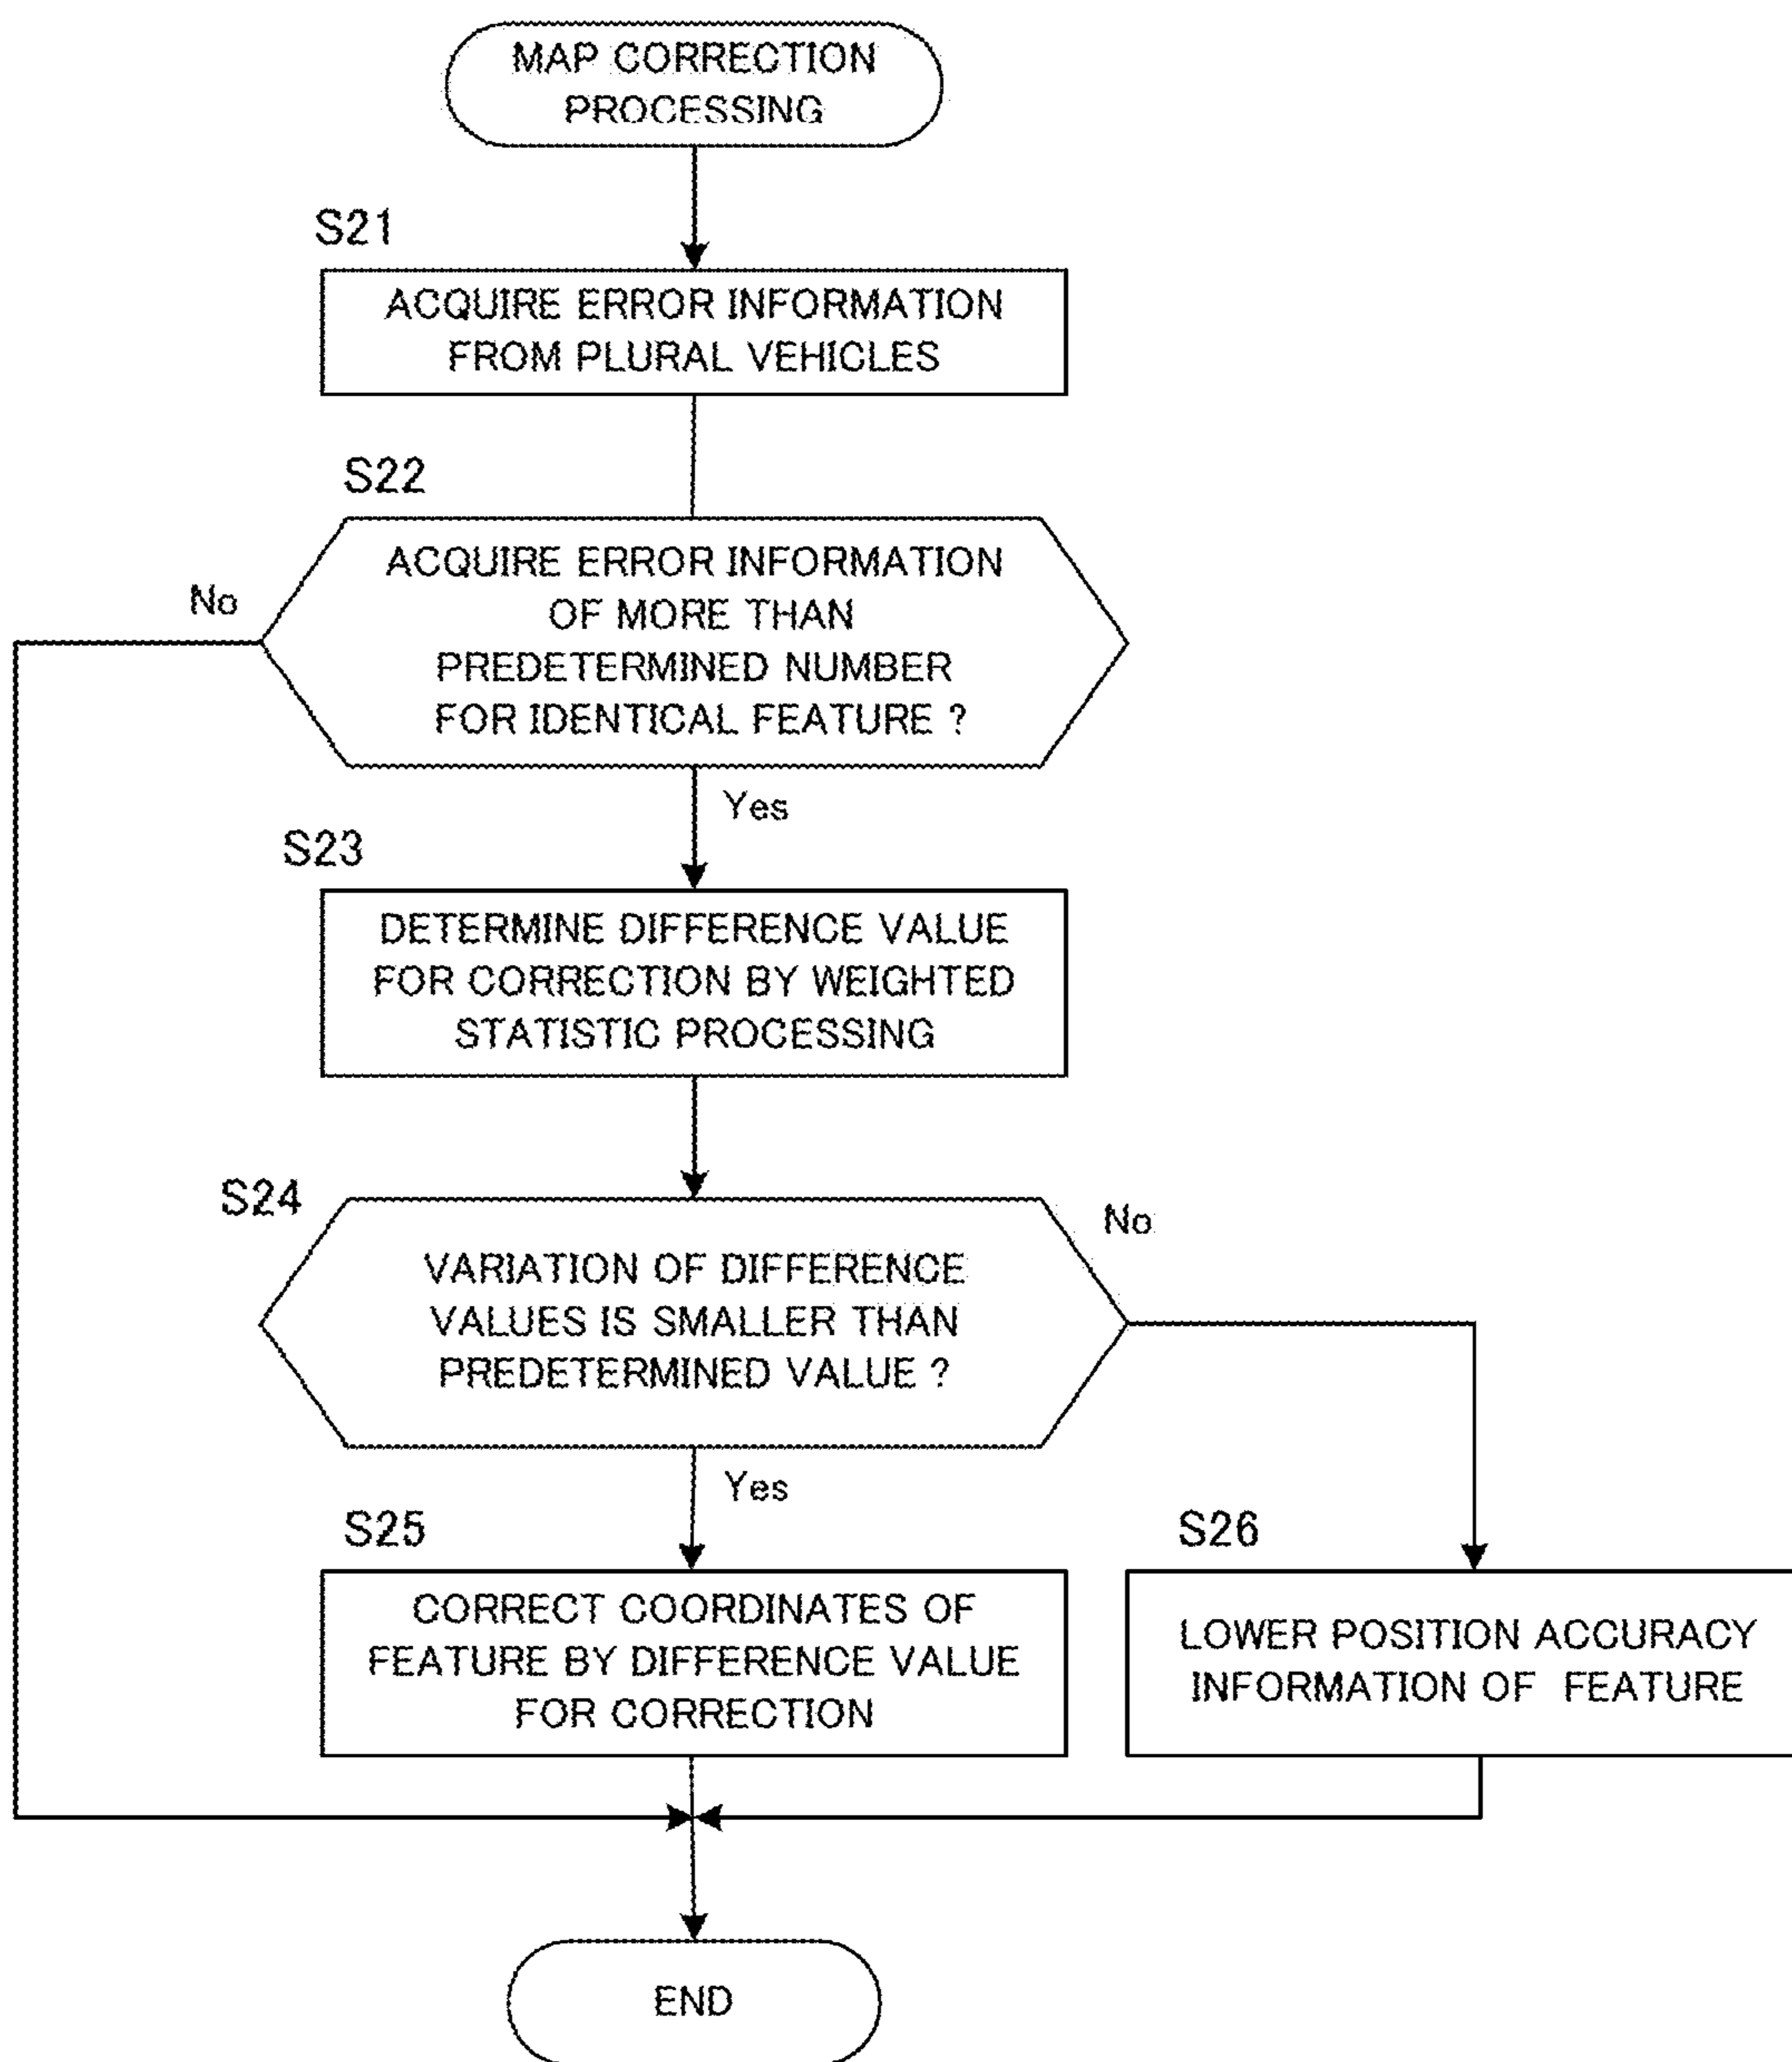 MAP CORRECTION
PROCESSING
S21
ACQUIRE ERROR INFORMATION
FROM PLURAL VEHICLES
S22
ACQUIRE ERROR INFORMATION
OF MORE THAN
PREDETERMINED NUMBER
FOR IDENTICAL FEATURE ?
No
Yes
S23
DETERMINE DIFFERENCE VALUE
FOR CORRECTION BY WEIGHTED
STATISTIC PROCESSING
S24
VARIATION OF DIFFERENCE
VALUES IS SMALLER THAN
PREDETERMINED VALUE ?
No
Yes
S25
CORRECT COORDINATES OF
FEATURE BY DIFFERENCE VALUE
FOR CORRECTION
S26
LOWER POSITION ACCURACY
INFORMATION OF FEATURE
END